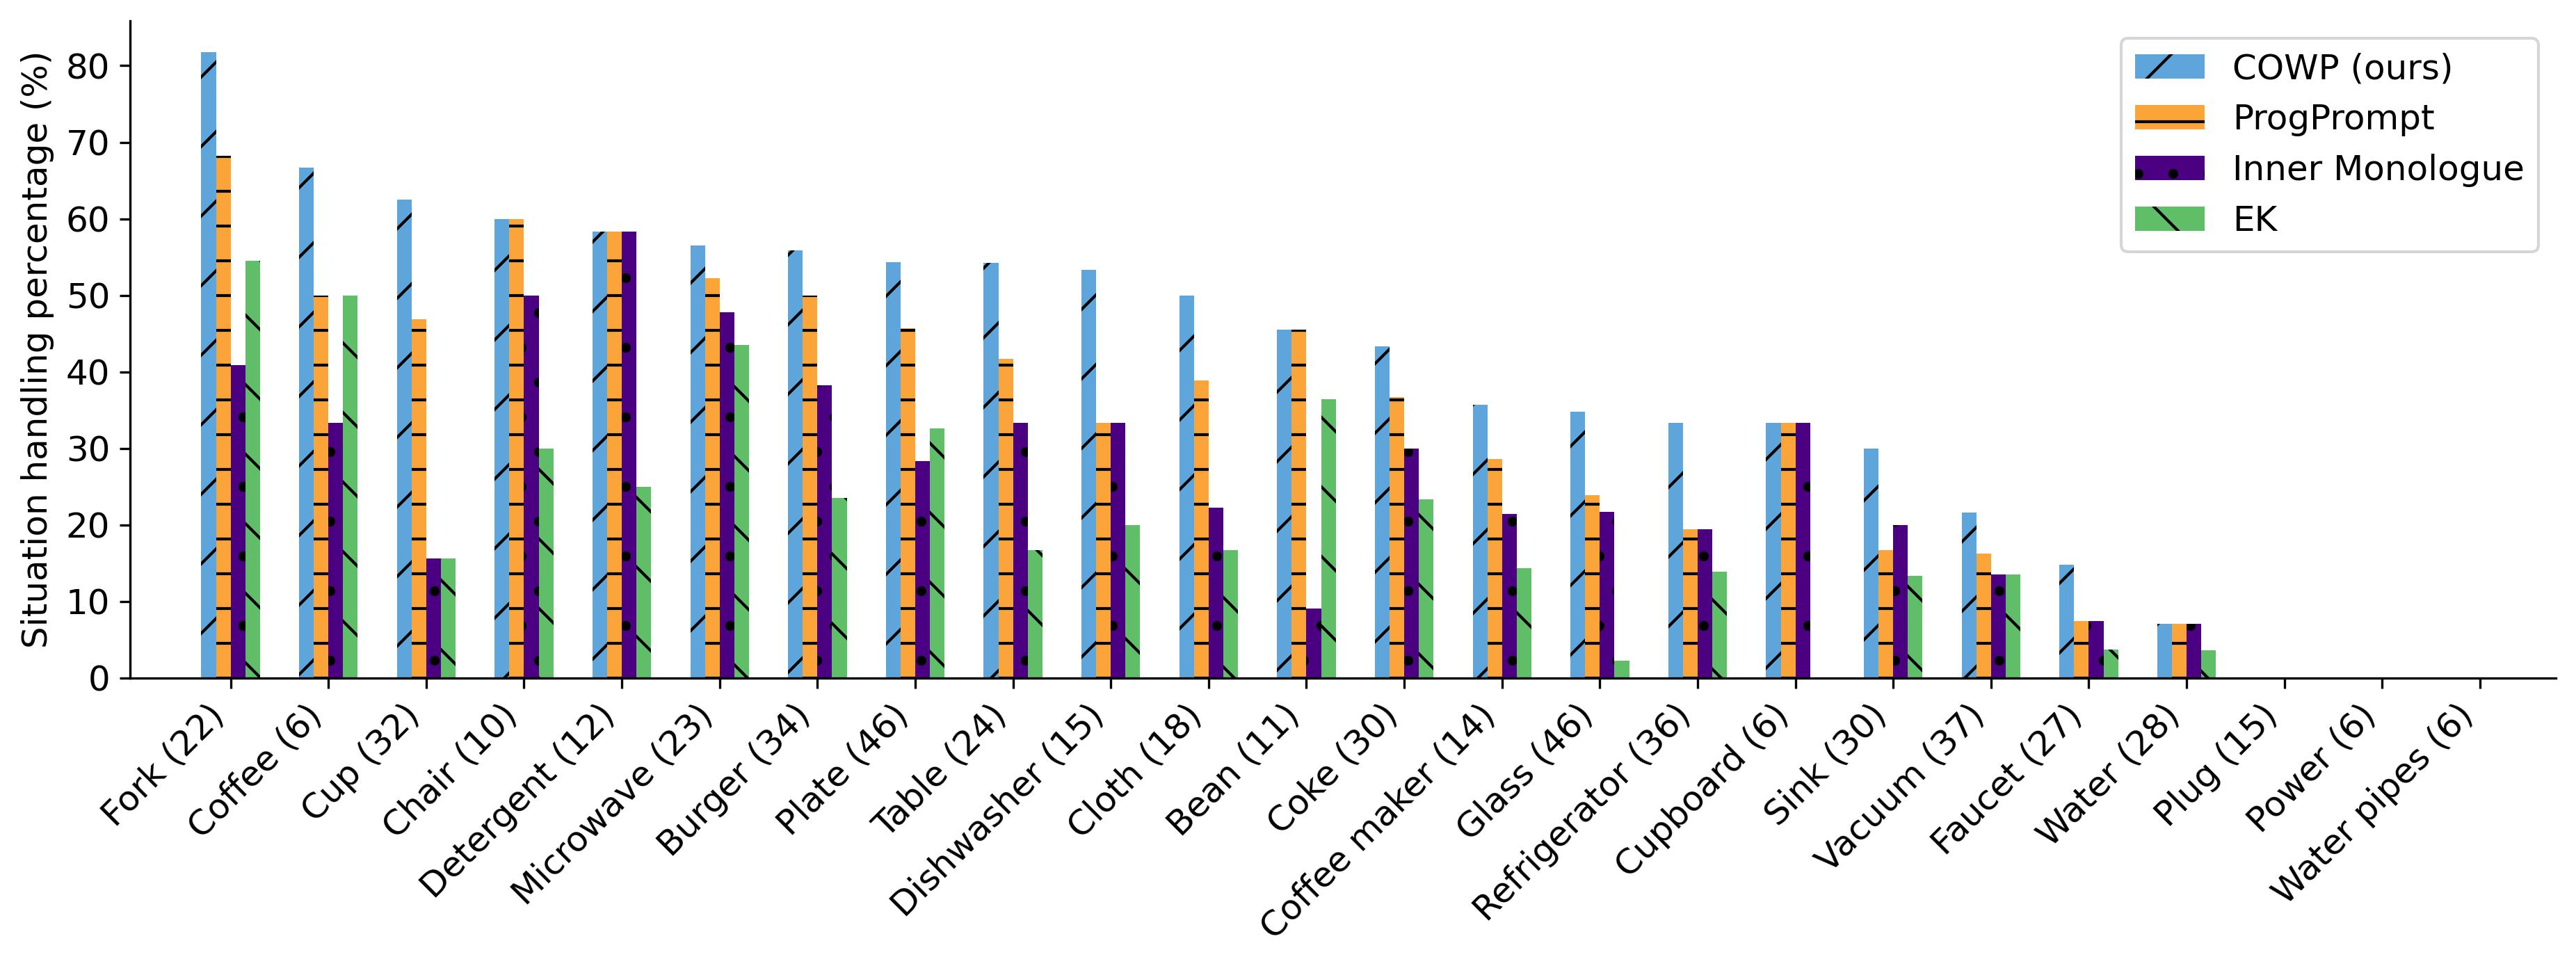 Situation handling percentage (%)
80
70
60
50
40
30
20
10
0
COWP (ours)
ProgPrompt
Inner Monologue
EK
Fork (22)
Coffee (6)
Cup (32)
Chair (10)
Detergent (12)
Microwave (23)
Burger (34)
Plate (46)
Table (24)
Dishwasher (15)
Cloth (18)
Bean (11)
Coke (30)
Coffee maker (14)
Glass (46)
Refrigerator (36)
Cupboard (6)
Sink (30)
Vacuum (37)
Faucet (27)
Water (28)
Plug (15)
Power (6)
Water pipes (6)